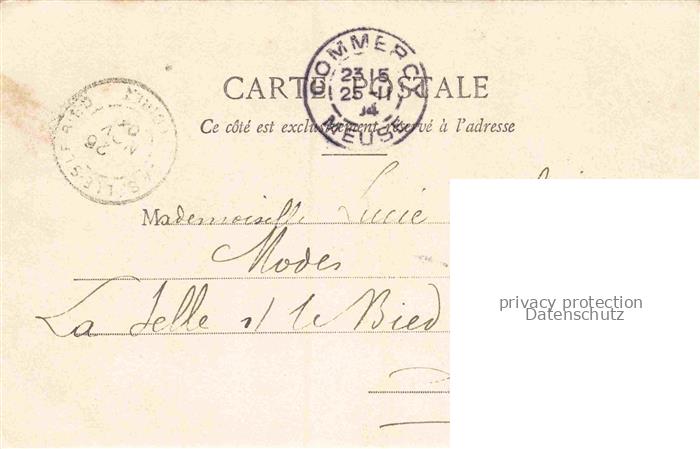 COMMERCY
23 15
25 -11
14
MEUSE
CARTE POSTALE
Ce côté est exclusivement réservé à l'adresse
26
NOV
04
Mademoiselle Lucie
Modes
La Selle s/ le Bied
privacy protection
Datenschutz